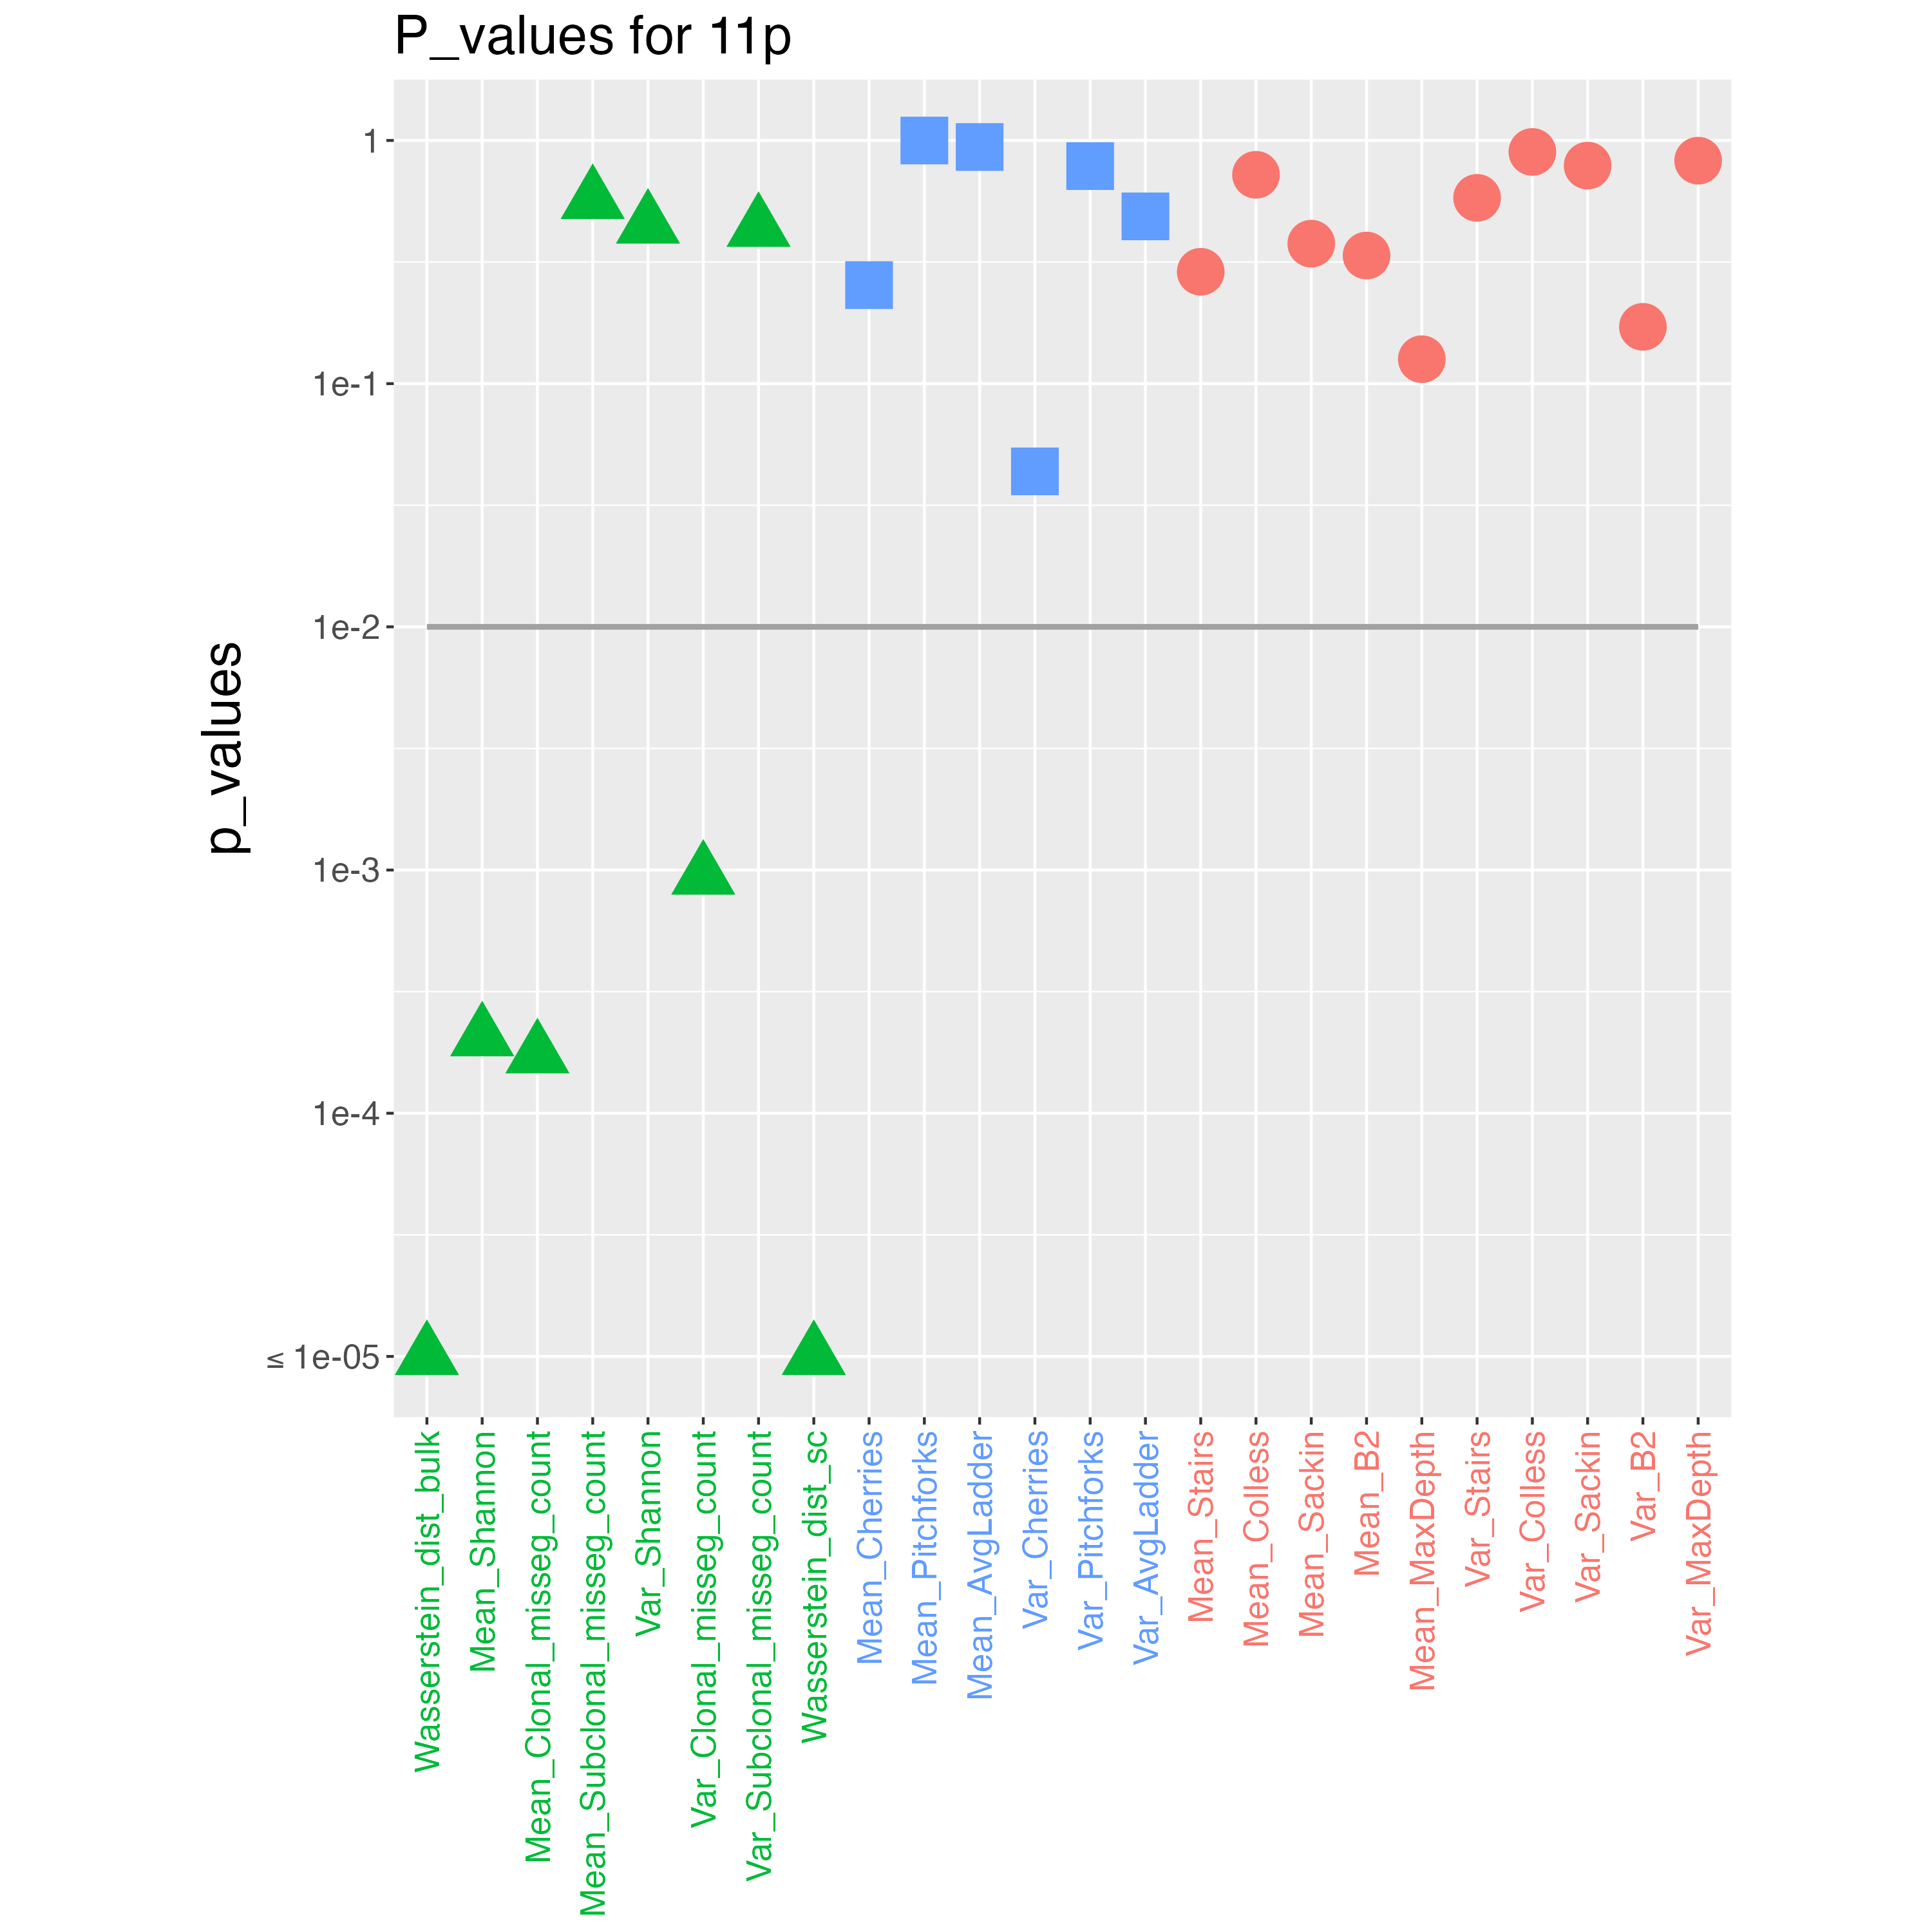 P_values for 11p
p_values
1
1e-1
1e-2
1e-3
1e-4
≤ 1e-05
Wasserstein_dist_bulk
Mean_Shannon
Mean_Clonal_misseg_count
Mean_Subclonal_misseg_count
Var_Shannon
Var_Clonal_misseg_count
Var_Subclonal_misseg_count
Wasserstein_dist_sc
Mean_Cherries
Mean_Pitchforks
Mean_AvgLadder
Var_Cherries
Var_Pitchforks
Var_AvgLadder
Mean_Stairs
Mean_Colless
Mean_Sackin
Mean_B2
Mean_MaxDepth
Var_Stairs
Var_Colless
Var_Sackin
Var_B2
Var_MaxDepth